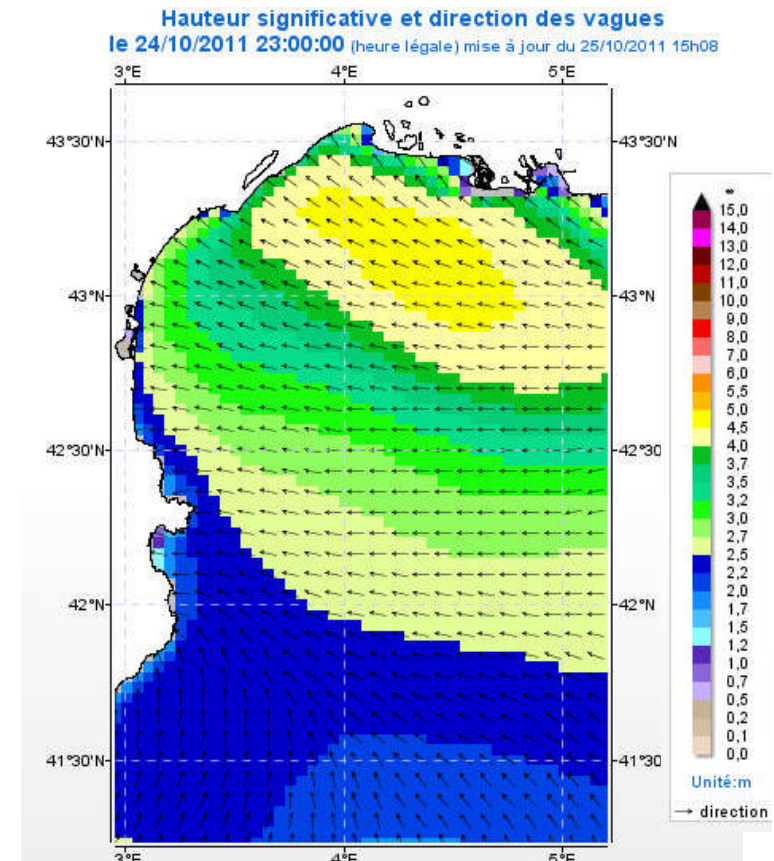 Hauteur significative et direction des vagues
le 24/10/2011 23:00:00 (heure légale) mise à jour du 25/10/2011 15h08
3°E 4°E 5°E
43°30'N 43°30'N
43°N 43°N
42°30'N 42°30'N
42°N 42°N
41°30'N 41°30'N
3°E 4°E 5°E
∞
15,0
14,0
13,0
12,0
11,0
10,0
9,0
8,0
7,0
6,0
5,5
5,0
4,5
4,0
3,7
3,5
3,2
3,0
2,7
2,5
2,2
2,0
1,7
1,5
1,2
1,0
0,7
0,5
0,2
0,1
0,0
Unité:m
→ direction